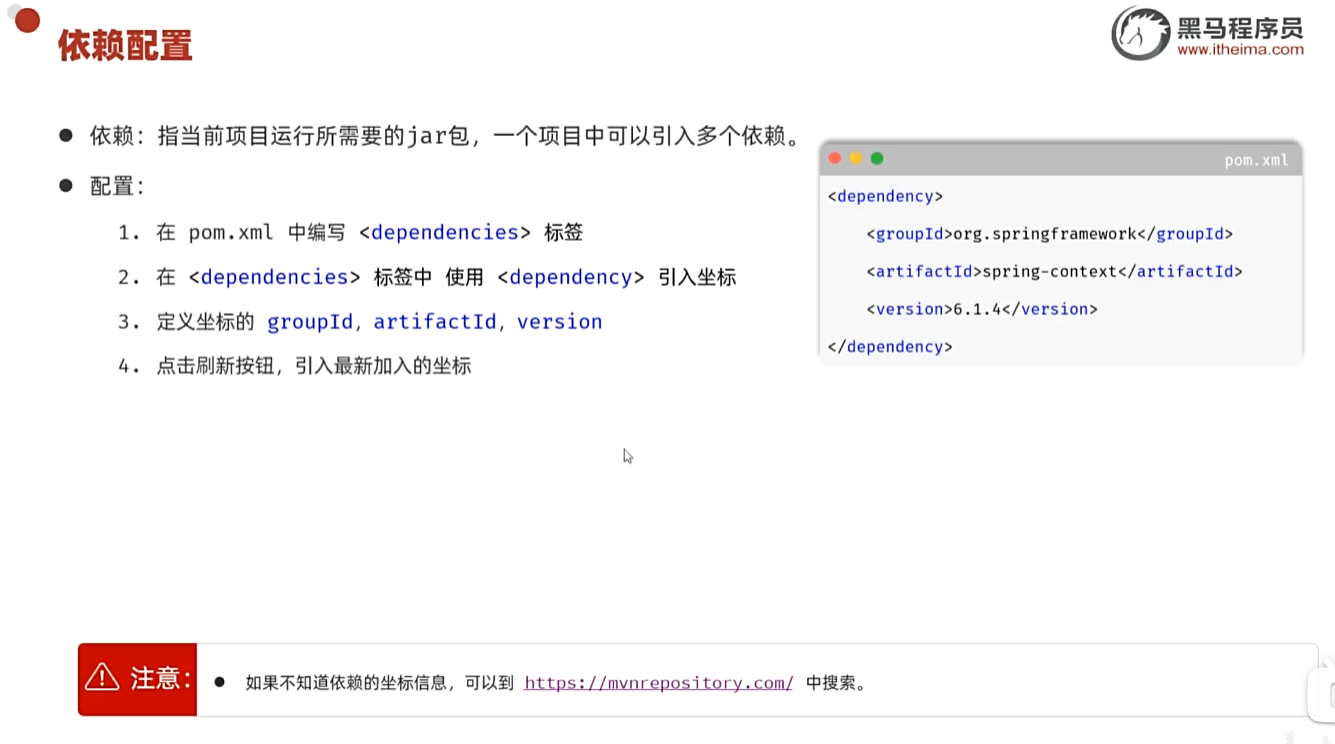 依赖配置
黑马程序员
www.itheima.com
依赖：指当前项目运行所需要的jar包，一个项目中可以引入多个依赖。
配置：
1. 在 pom.xml 中编写 <dependencies> 标签
2. 在 <dependencies> 标签中 使用 <dependency> 引入坐标
3. 定义坐标的 groupId，artifactId，version
4. 点击刷新按钮，引入最新加入的坐标
pom.xml
<dependency>
<groupId>org.springframework</groupId>
<artifactId>spring-context</artifactId>
<version>6.1.4</version>
</dependency>
注意：
如果不知道依赖的坐标信息，可以到 https://mvnrepository.com/ 中搜索。